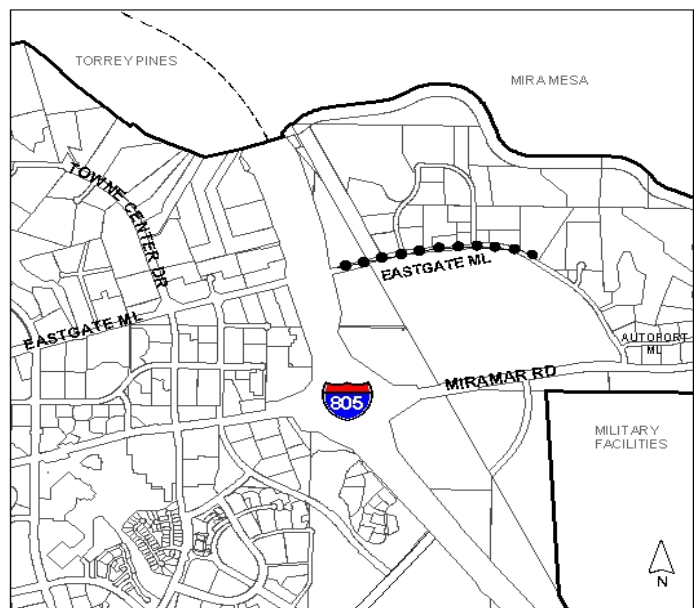 TORREY PINES
MIRA MESA
TOWNE CENTER DR
EASTGATE ML
EASTGATE ML
AUTOPORT
ML
MIRAMAR RD
805
MILITARY
FACILITIES
N